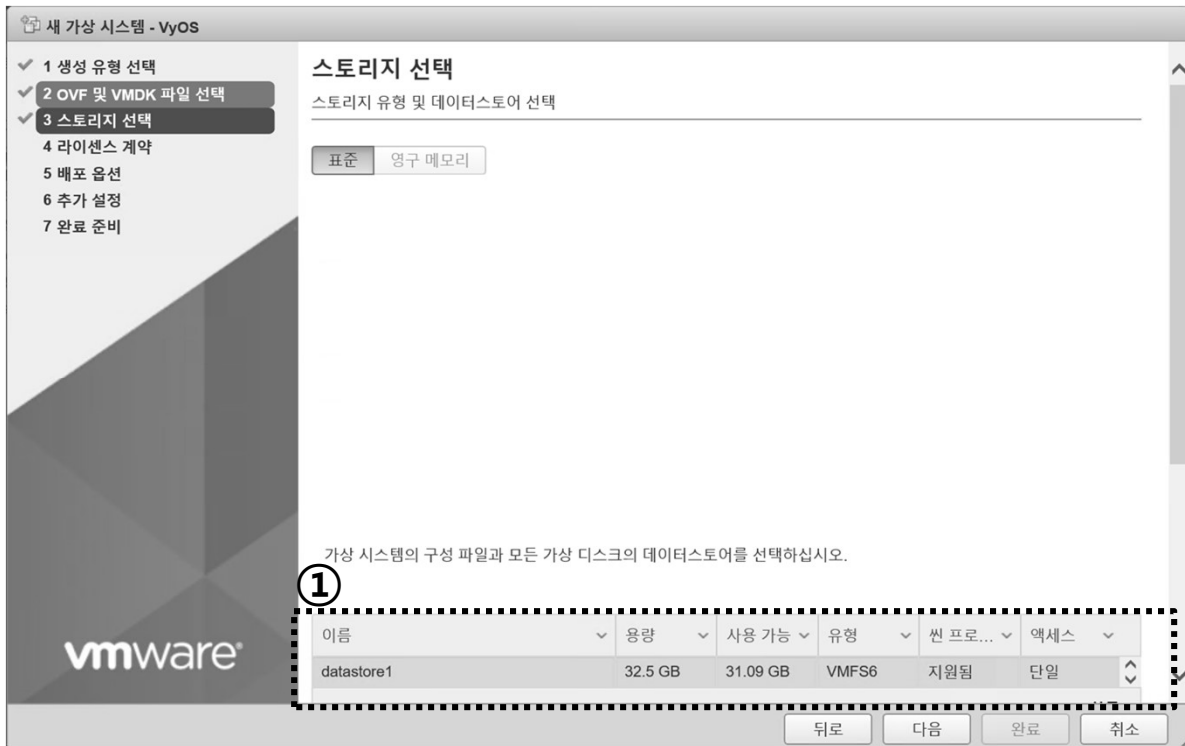 새 가상 시스템 - VyOS
1 생성 유형 선택
2 OVF 및 VMDK 파일 선택
3 스토리지 선택
4 라이센스 계약
5 배포 옵션
6 추가 설정
7 완료 준비
vmware®
스토리지 선택
스토리지 유형 및 데이터스토어 선택
표준 영구 메모리
가상 시스템의 구성 파일과 모든 가상 디스크의 데이터스토어를 선택하십시오.
①
이름 용량 사용 가능 유형 씬 프로... 액세스
datastore1 32.5 GB 31.09 GB VMFS6 지원됨 단일
뒤로 다음 완료 취소